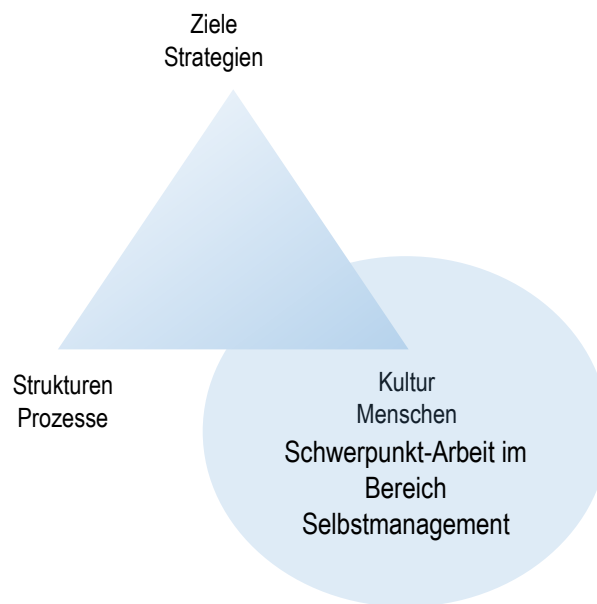 Ziele
Strategien
Strukturen
Prozesse
Kultur
Menschen
Schwerpunkt-Arbeit im
Bereich
Selbstmanagement